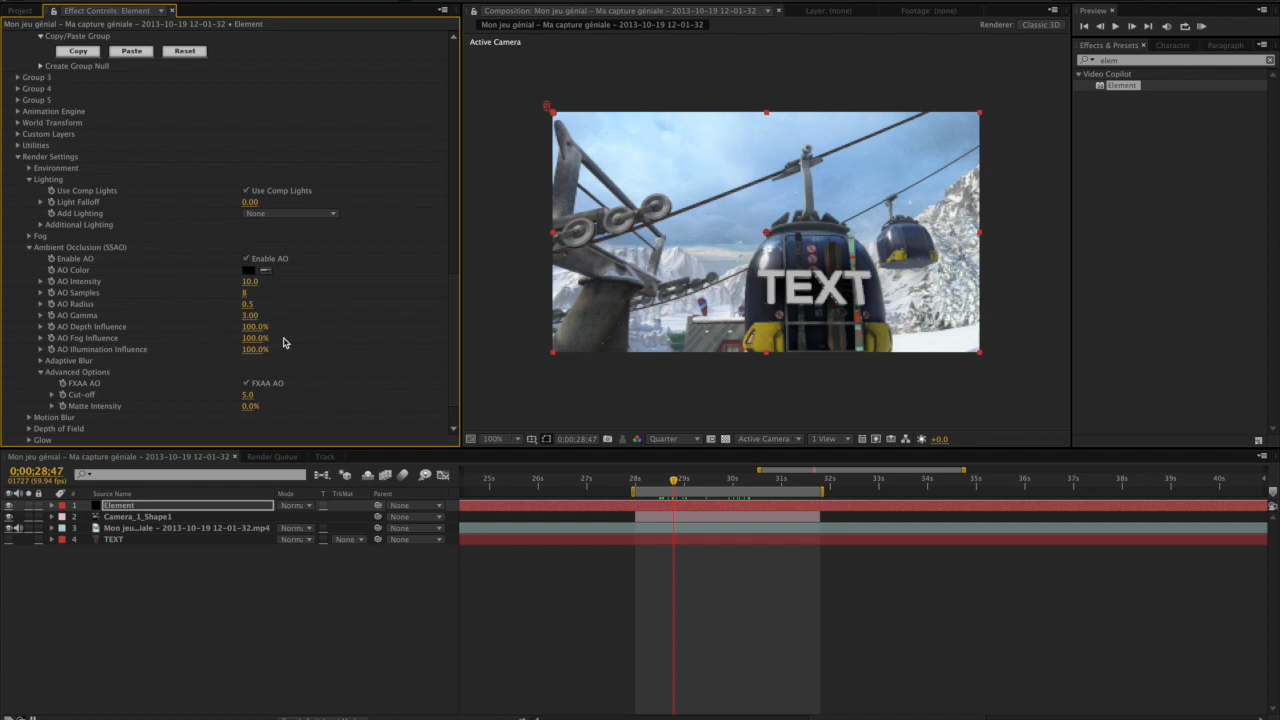 Project
Effect Controls: Element
Mon jeu génial – Ma capture géniale – 2013-10-19 12-01-32 • Element
Copy/Paste Group
Copy
Paste
Reset
Create Group Null
Group 3
Group 4
Group 5
Animation Engine
World Transform
Custom Layers
Utilities
Render Settings
Environment
Lighting
Use Comp Lights
Use Comp Lights
Light Falloff
0.00
Add Lighting
None
Additional Lighting
Fog
Ambient Occlusion (SSAO)
Enable AO
Enable AO
AO Color
AO Intensity
10.0
AO Samples
8
AO Radius
0.5
AO Gamma
3.00
AO Depth Influence
100.0%
AO Fog Influence
100.0%
AO Illumination Influence
100.0%
Adaptive Blur
Advanced Options
FXAA AO
FXAA AO
Cut-off
5.0
Matte Intensity
0.0%
Motion Blur
Depth of Field
Glow
Composition: Mon jeu génial – Ma capture géniale – 2013-10-19 12-01-32
Layer: (none)
Footage: (none)
Mon jeu génial – Ma capture géniale – 2013-10-19 12-01-32
Renderer:
Classic 3D
Active Camera
TEXT
100%
0;00;28;47
Quarter
Active Camera
1 View
+0.0
Preview
Effects & Presets
Character
Paragraph
elem
Video Copilot
Element
Mon jeu génial – Ma capture géniale – 2013-10-19 12-01-32
Render Queue
Track
0;00;28;47
01727 (59.94 fps)
25s
26s
27s
28s
29s
30s
31s
32s
33s
34s
35s
36s
37s
38s
39s
40s
4
#
Source Name
Mode
T
TrkMat
Parent
1
Element
Norm
None
2
Camera_1_Shape1
None
3
Mon jeu...iale – 2013-10-19 12-01-32.mp4
Norm
None
4
TEXT
Norm
None
None